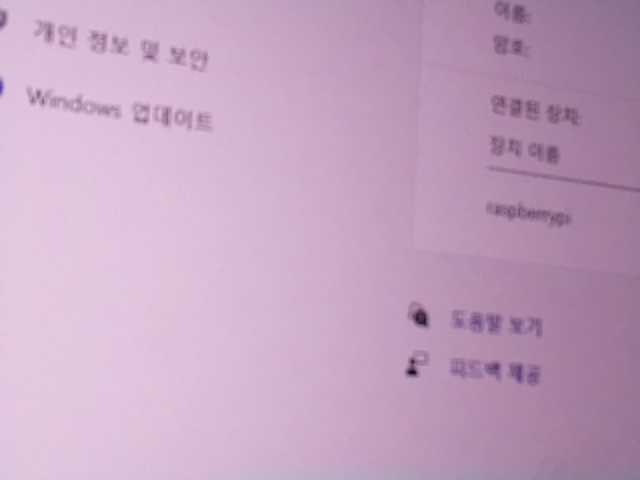 개인 정보 및 보안
Windows 업데이트
이름:
암호:
연결된 장치:
장치 이름
raspberrypi
도움말 보기
피드백 제공